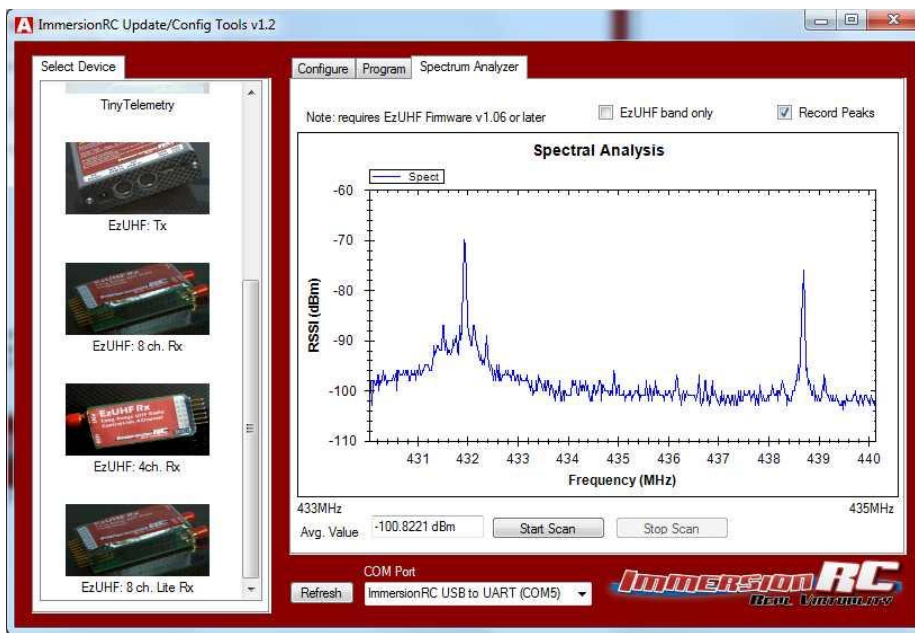 ImmersionRC Update/Config Tools v1.2
Select Device
TinyTelemetry
EzUHF: Tx
EzUHF: 8 ch. Rx
EzUHF Rx
EzUHF: 4ch. Rx
EzUHF: 8 ch. Lite Rx
Configure
Program
Spectrum Analyzer
Note: requires EzUHF Firmware v1.06 or later
EzUHF band only
Record Peaks
Spectral Analysis
Spect
RSSI (dBm)
-60
-70
-80
-90
-100
-110
431 432 433 434 435 436 437 438 439 440
Frequency (MHz)
433MHz
435MHz
Avg. Value
-100.8221 dBm
Start Scan
Stop Scan
COM Port
Refresh
ImmersionRC USB to UART (COM5)
IMMERSIONRC
REAL VIRTUALITY